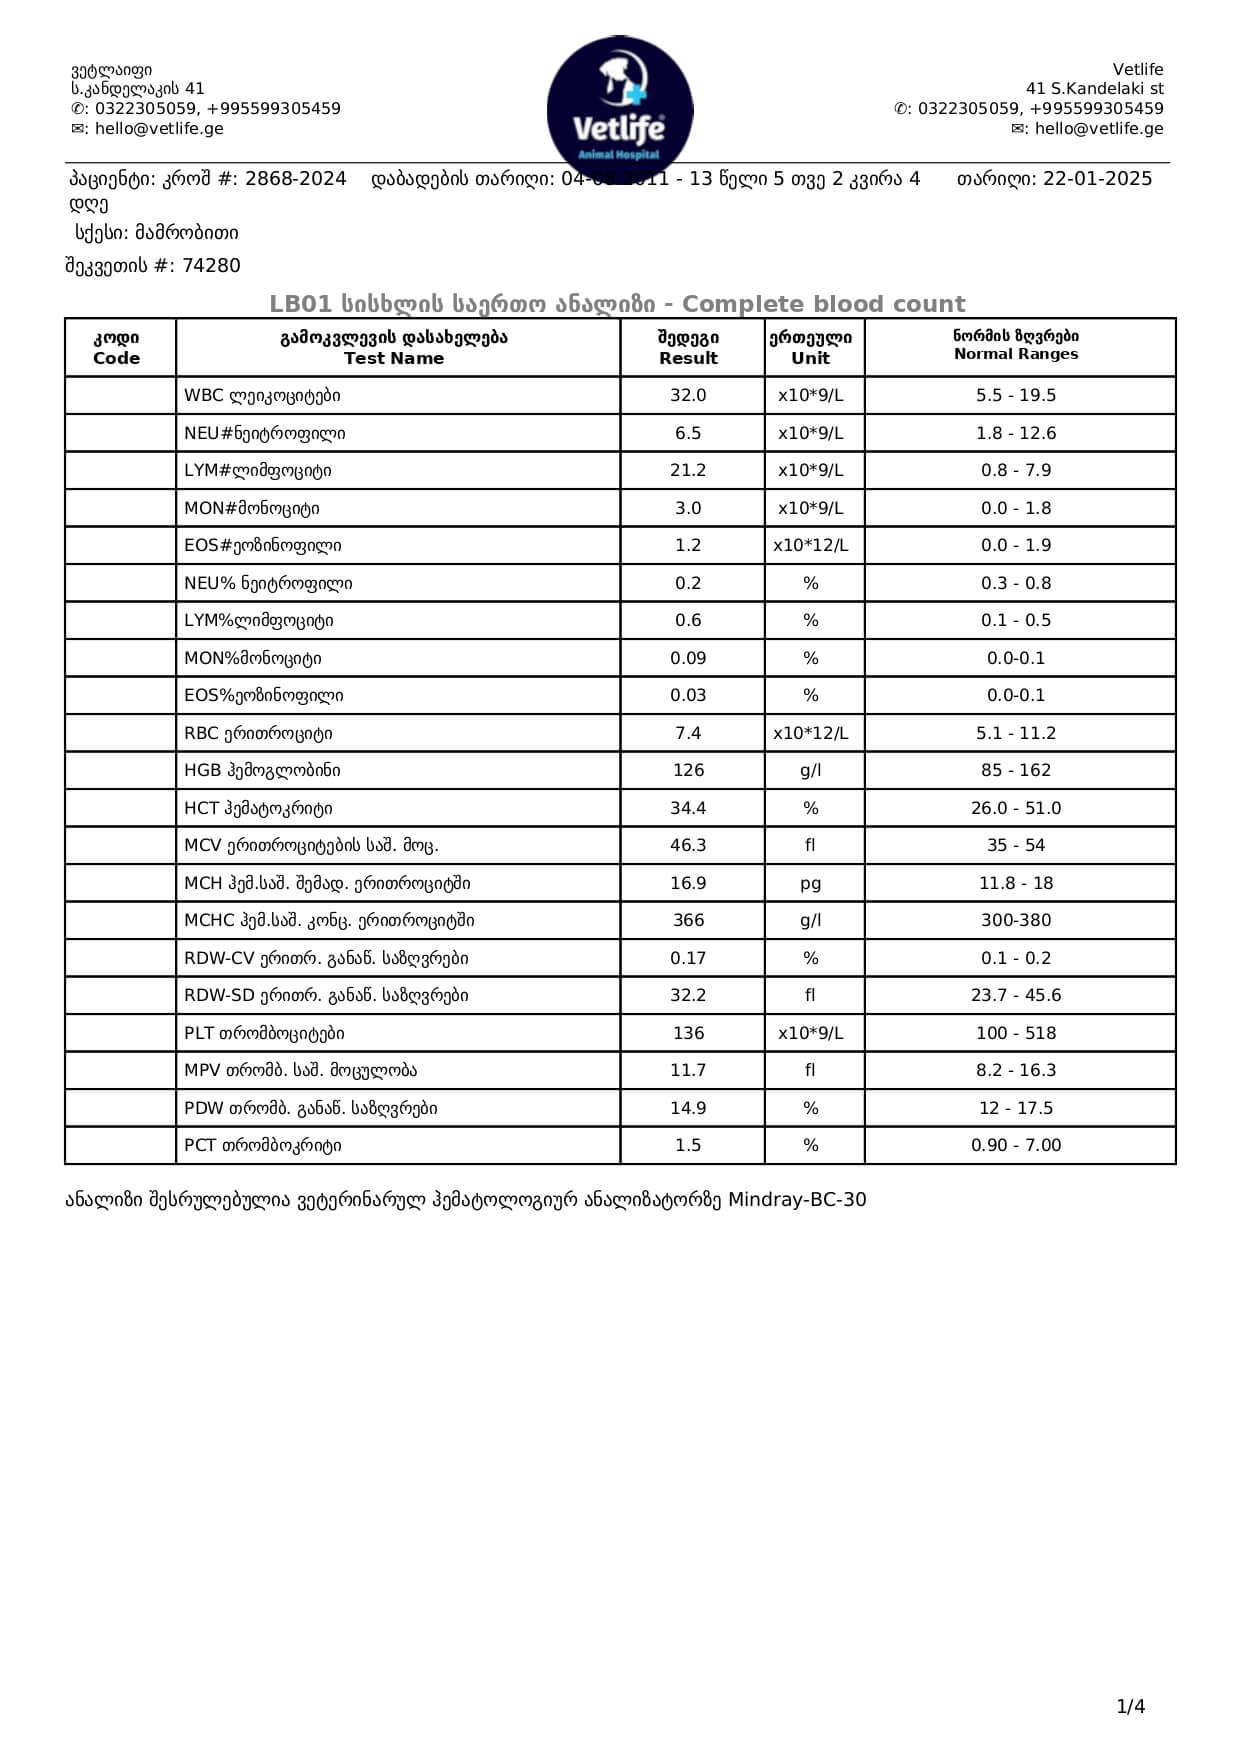 ვეტლაიფი
ს.კანდელაკის 41
✆: 0322305059, +995599305459
✉: hello@vetlife.ge
Vetlife
Animal Hospital
Vetlife
41 S.Kandelaki st
✆: 0322305059, +995599305459
✉: hello@vetlife.ge
პაციენტი: კროშ #: 2868-2024 დაბადების თარიღი: 04- 11 - 13 წელი 5 თვე 2 კვირა 4 თარიღი: 22-01-2025
დღე
სქესი: მამრობითი
შეკვეთის #: 74280
LB01 სისხლის საერთო ანალიზი - Complete blood count
კოდი გამოკვლევის დასახელება შედეგი ერთეული ნორმის ზღვრები
Code Test Name Result Unit Normal Ranges
WBC ლეიკოციტები 32.0 x10*9/L 5.5 - 19.5
NEU#ნეიტროფილი 6.5 x10*9/L 1.8 - 12.6
LYM#ლიმფოციტი 21.2 x10*9/L 0.8 - 7.9
MON#მონოციტი 3.0 x10*9/L 0.0 - 1.8
EOS#ეოზინოფილი 1.2 x10*12/L 0.0 - 1.9
NEU% ნეიტროფილი 0.2 % 0.3 - 0.8
LYM%ლიმფოციტი 0.6 % 0.1 - 0.5
MON%მონოციტი 0.09 % 0.0-0.1
EOS%ეოზინოფილი 0.03 % 0.0-0.1
RBC ერითროციტი 7.4 x10*12/L 5.1 - 11.2
HGB ჰემოგლობინი 126 g/l 85 - 162
HCT ჰემატოკრიტი 34.4 % 26.0 - 51.0
MCV ერითროციტების საშ. მოც. 46.3 fl 35 - 54
MCH ჰემ.საშ. შემად. ერითროციტში 16.9 pg 11.8 - 18
MCHC ჰემ.საშ. კონც. ერითროციტში 366 g/l 300-380
RDW-CV ერითრ. განაწ. საზღვრები 0.17 % 0.1 - 0.2
RDW-SD ერითრ. განაწ. საზღვრები 32.2 fl 23.7 - 45.6
PLT თრომბოციტები 136 x10*9/L 100 - 518
MPV თრომბ. საშ. მოცულობა 11.7 fl 8.2 - 16.3
PDW თრომბ. განაწ. საზღვრები 14.9 % 12 - 17.5
PCT თრომბოკრიტი 1.5 % 0.90 - 7.00
ანალიზი შესრულებულია ვეტერინარულ ჰემატოლოგიურ ანალიზატორზე Mindray-BC-30
1/4